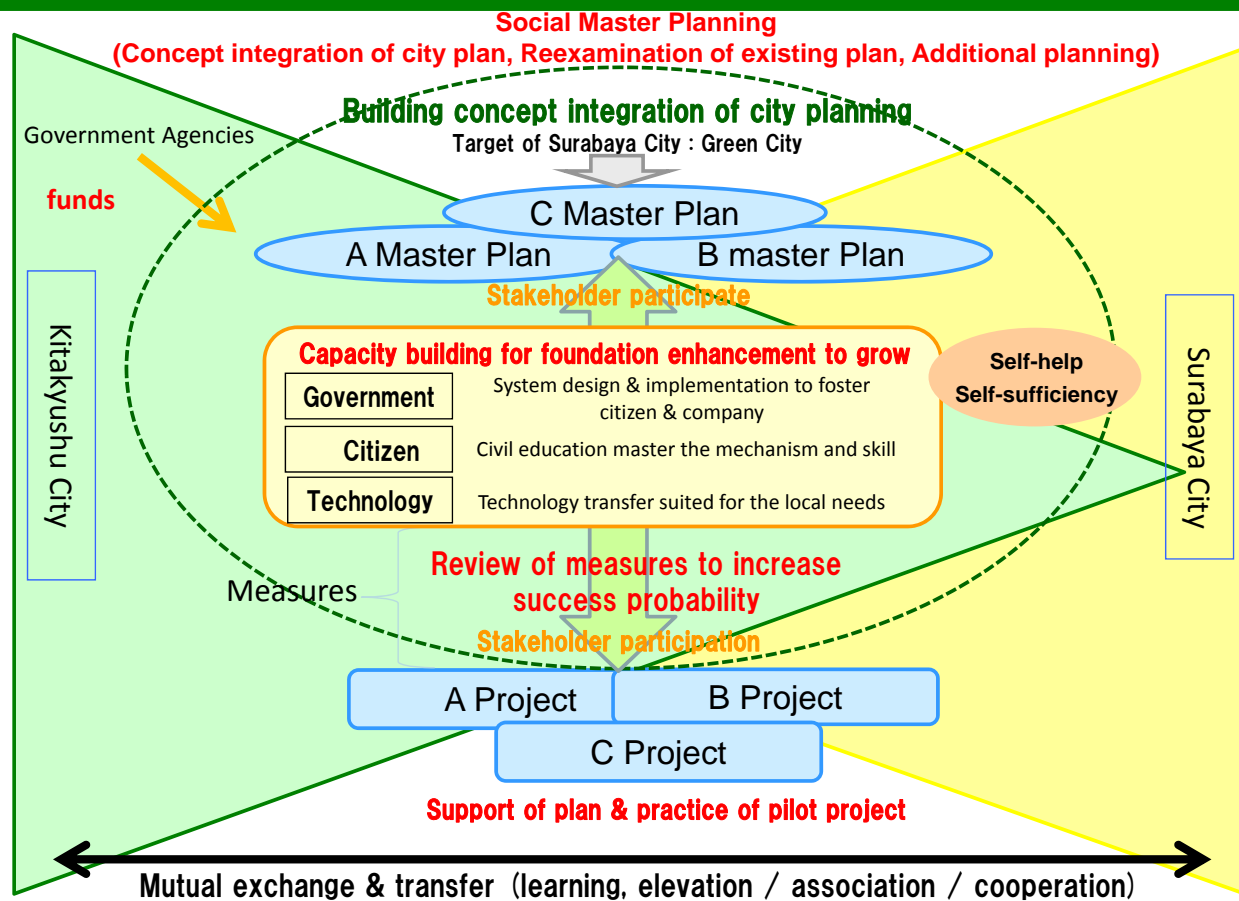 Social Master Planning
(Concept integration of city plan, Reexamination of existing plan, Additional planning)
Building concept integration of city planning
Target of Surabaya City : Green City
Government Agencies
funds
C Master Plan
A Master Plan
B master Plan
Stakeholder participate
Kitakyushu City
Capacity building for foundation enhancement to grow
Government
System design & implementation to foster
citizen & company
Citizen
Civil education master the mechanism and skill
Technology
Technology transfer suited for the local needs
Self-help
Self-sufficiency
Surabaya City
Measures
Review of measures to increase
success probability
Stakeholder participation
A Project
B Project
C Project
Support of plan & practice of pilot project
Mutual exchange & transfer (learning, elevation / association / cooperation)